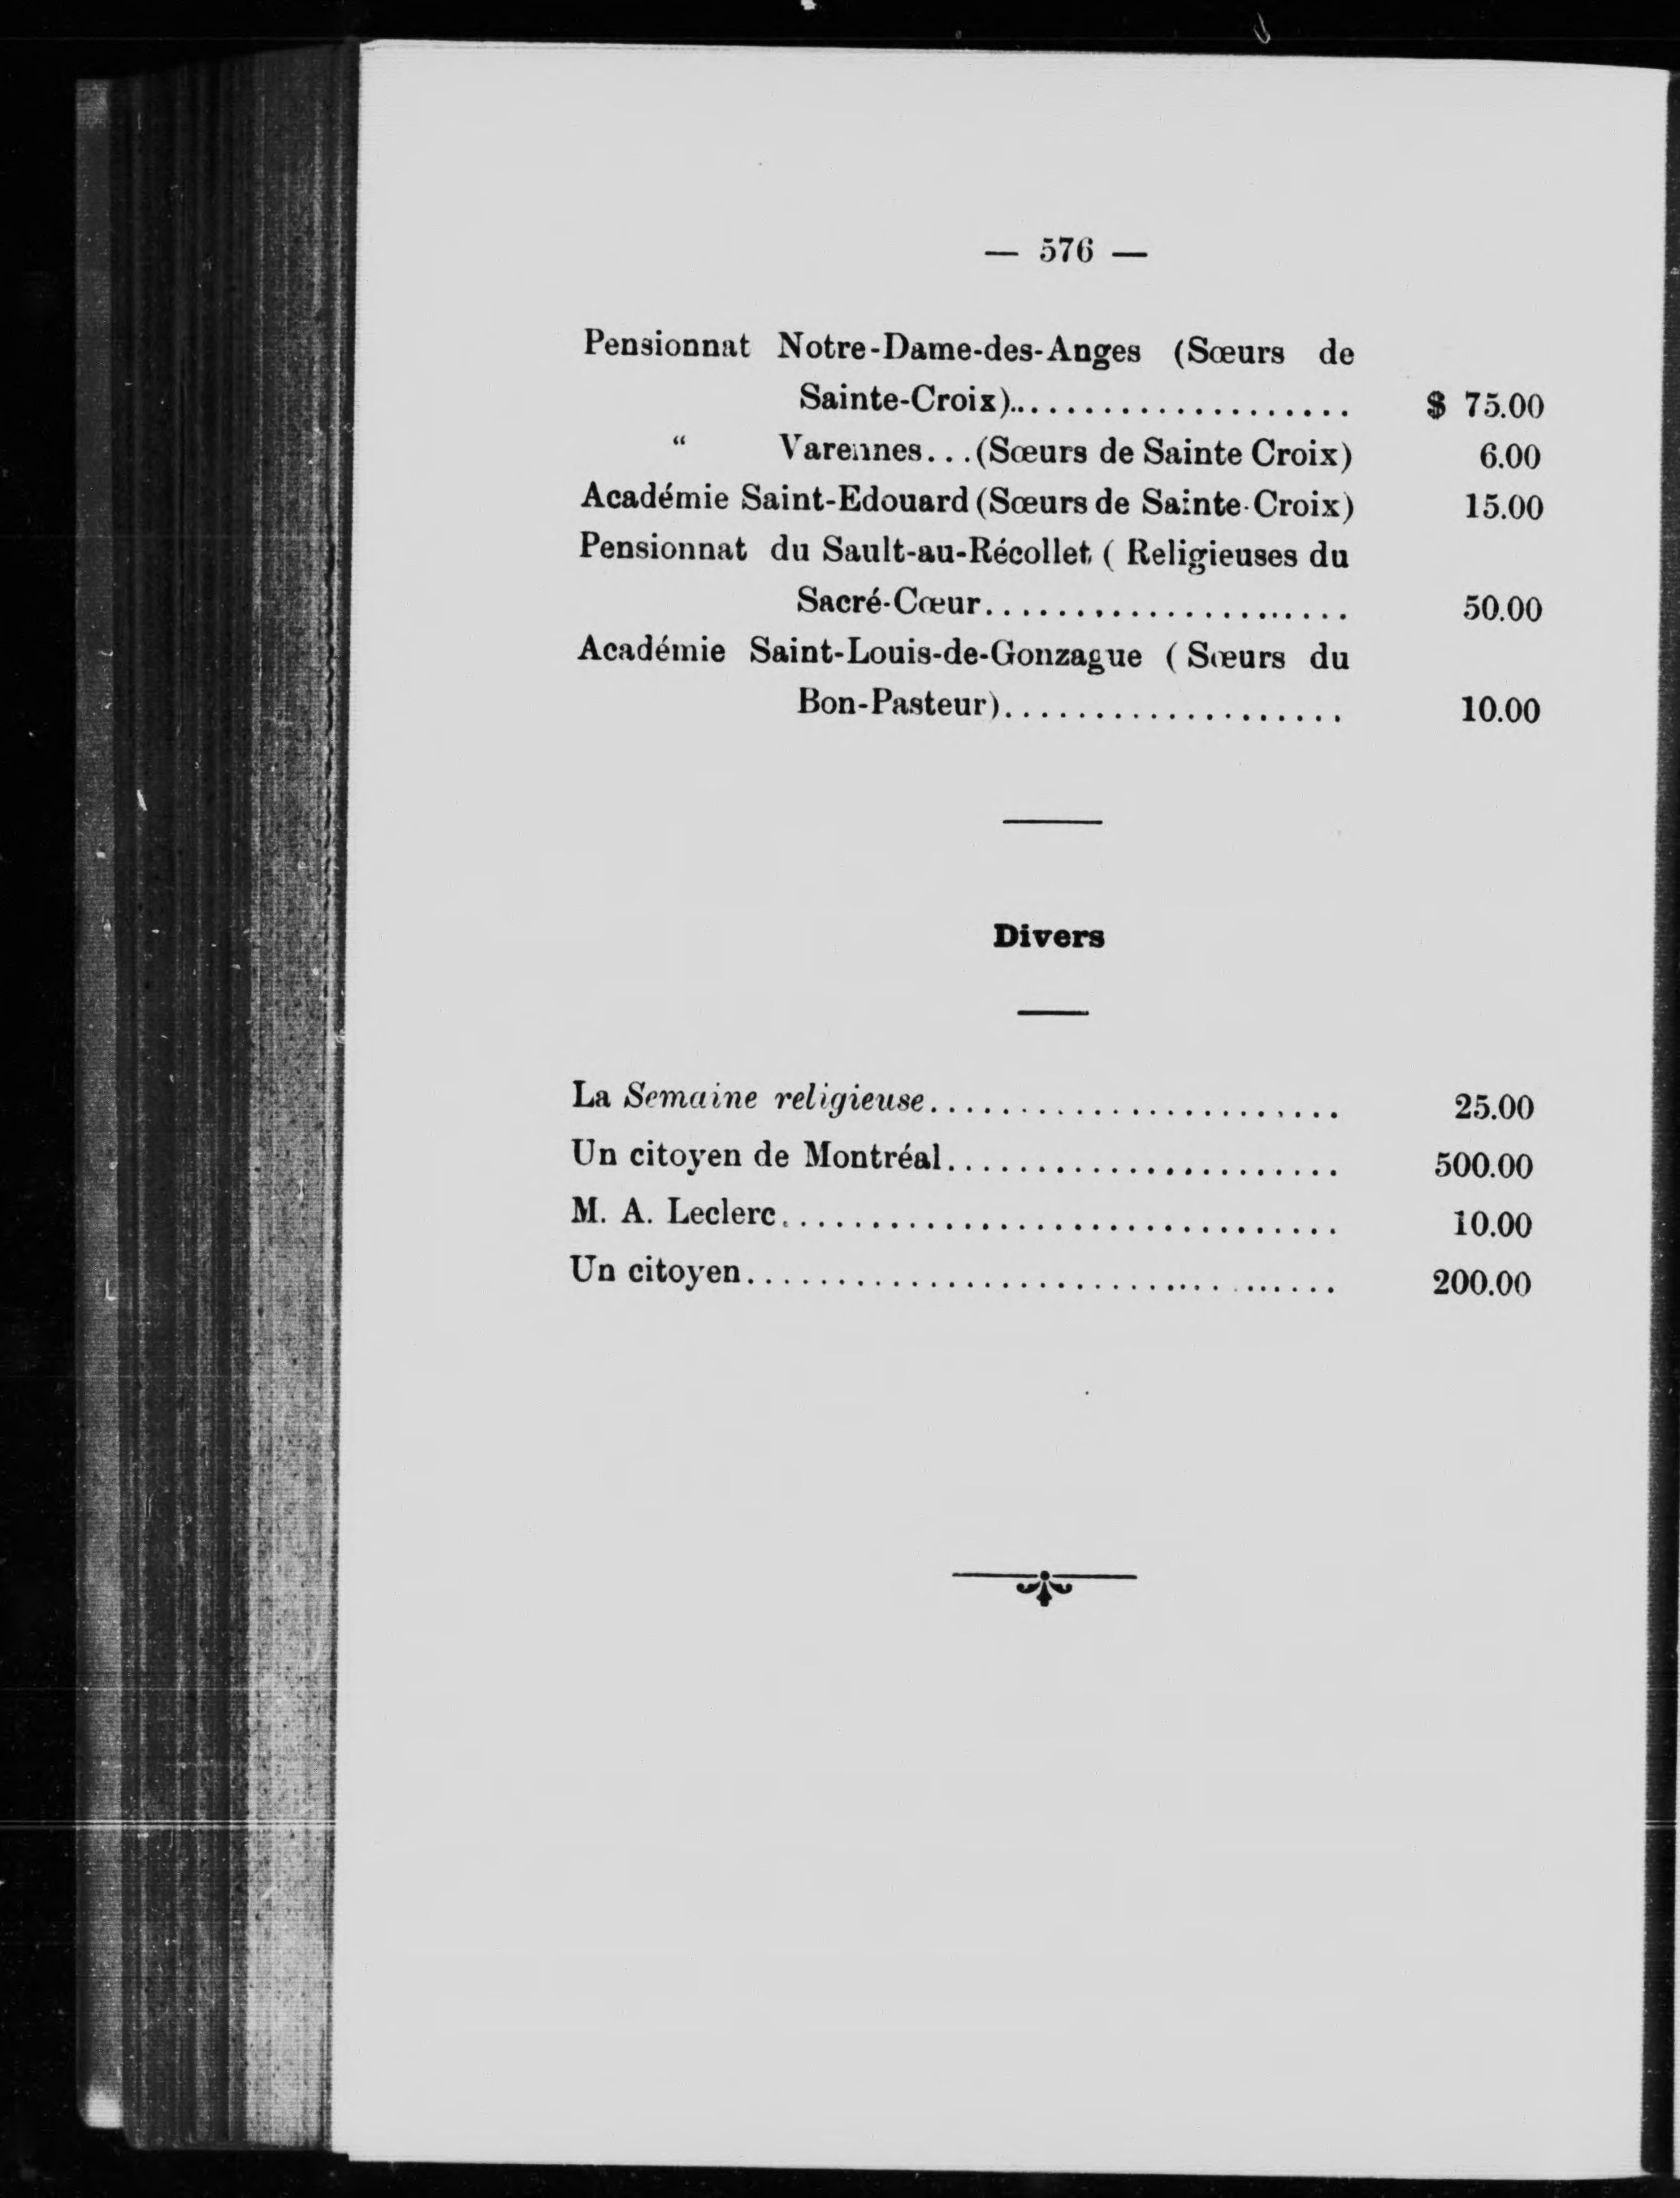 — 576 —
Pensionnat Notre-Dame-des-Anges (Sœurs de
Sainte-Croix)..................... $ 75.00
“ Varennes...(Sœurs de Sainte Croix) 6.00
Académie Saint-Edouard (Sœurs de Sainte-Croix) 15.00
Pensionnat du Sault-au-Récollet ( Religieuses du
Sacré-Cœur..................... 50.00
Académie Saint-Louis-de-Gonzague ( Sœurs du
Bon-Pasteur)................... 10.00
Divers
La Semaine religieuse........................ 25.00
Un citoyen de Montréal...................... 500.00
M. A. Leclerc............................... 10.00
Un citoyen.................................. 200.00